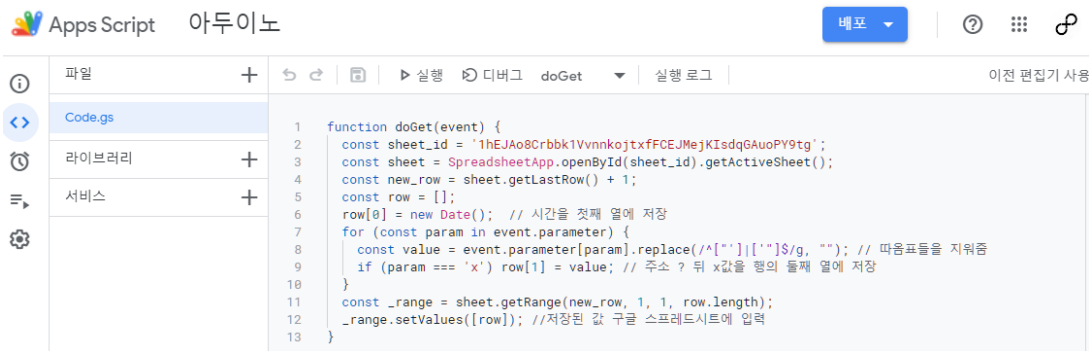 Apps Script 아두이노 배포
파일 실행 디버그 doGet 실행 로그 이전 편집기 사용
Code.gs
라이브러리
서비스
1 function doGet(event) {
2 const sheet_id = '1hEJAo8Crbbk1VvnnkojtxfFCEJMejKIsdqGAuoPY9tg';
3 const sheet = SpreadsheetApp.openById(sheet_id).getActiveSheet();
4 const new_row = sheet.getLastRow() + 1;
5 const row = [];
6 row[0] = new Date(); // 시간을 첫째 열에 저장
7 for (const param in event.parameter) {
8 const value = event.parameter[param].replace(/^["']|['"]$/g, ""); // 따옴표들을 지워줌
9 if (param === 'x') row[1] = value; // 주소 ? 뒤 x값을 행의 둘째 열에 저장
10 }
11 const _range = sheet.getRange(new_row, 1, 1, row.length);
12 _range.setValues([row]); //저장된 값 구글 스프레드시트에 입력
13 }